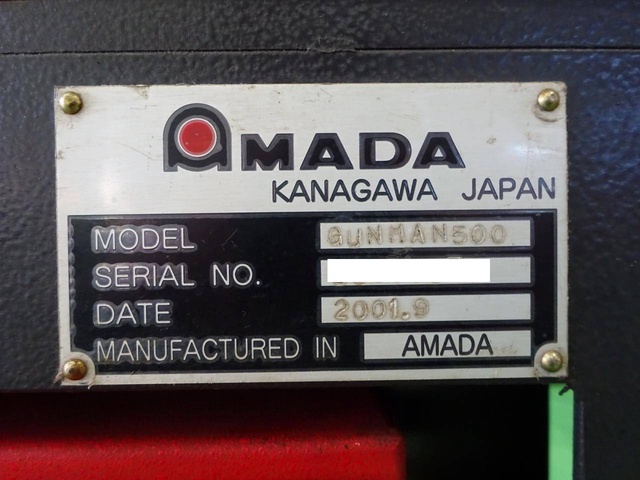 AMADA
KANAGAWA JAPAN
MODEL GUNMAN500
SERIAL NO.
DATE 2001.9
MANUFACTURED IN AMADA